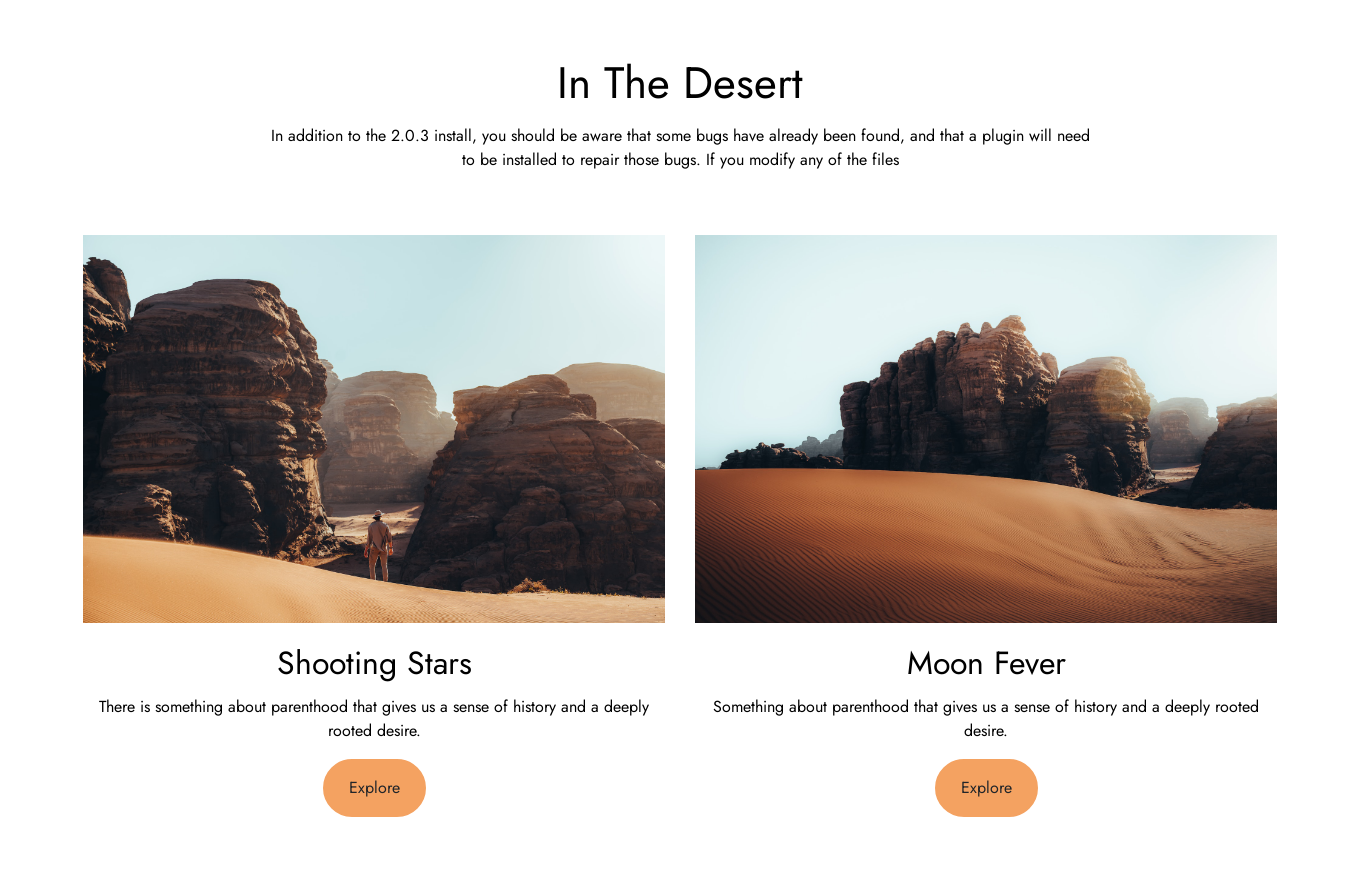 In The Desert
In addition to the 2.0.3 install, you should be aware that some bugs have already been found, and that a plugin will need
to be installed to repair those bugs. If you modify any of the files
Shooting Stars
There is something about parenthood that gives us a sense of history and a deeply
rooted desire.
Explore
Moon Fever
Something about parenthood that gives us a sense of history and a deeply rooted
desire.
Explore